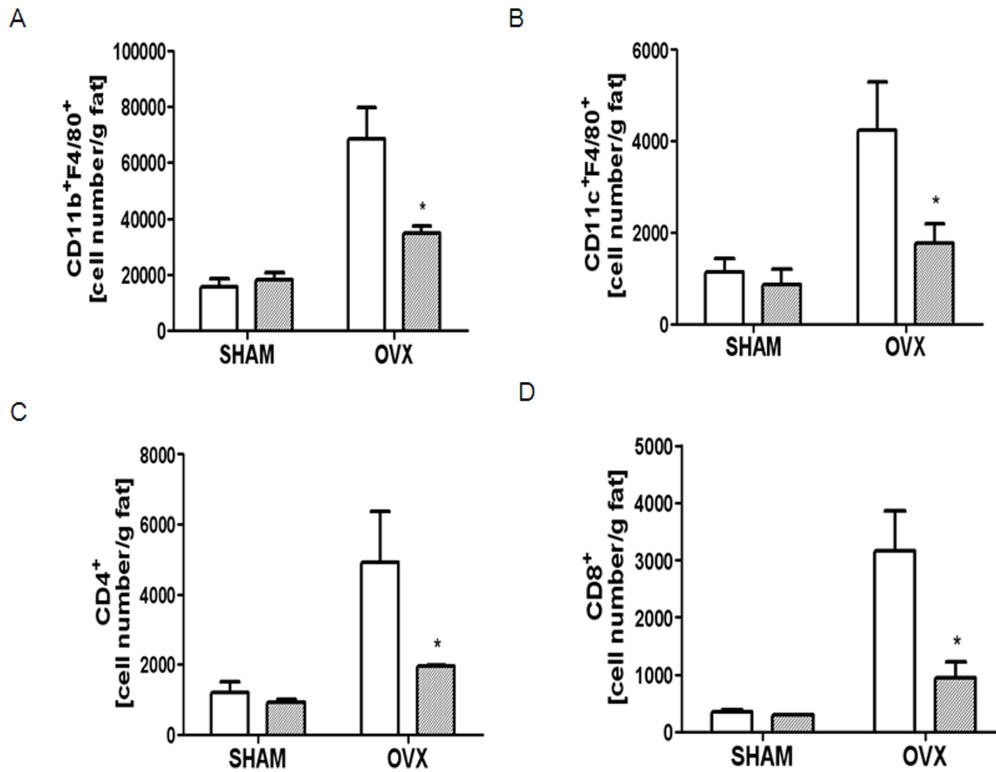 A
CD11b⁺F4/80⁺
[cell number/g fat]
100000
80000
60000
40000
20000
0
*
SHAM
OVX
B
CD11c⁺F4/80⁺
[cell number/g fat]
6000
4000
2000
0
*
SHAM
OVX
C
CD4⁺
[cell number/g fat]
8000
6000
4000
2000
0
*
SHAM
OVX
D
CD8⁺
[cell number/g fat]
5000
4000
3000
2000
1000
0
*
SHAM
OVX